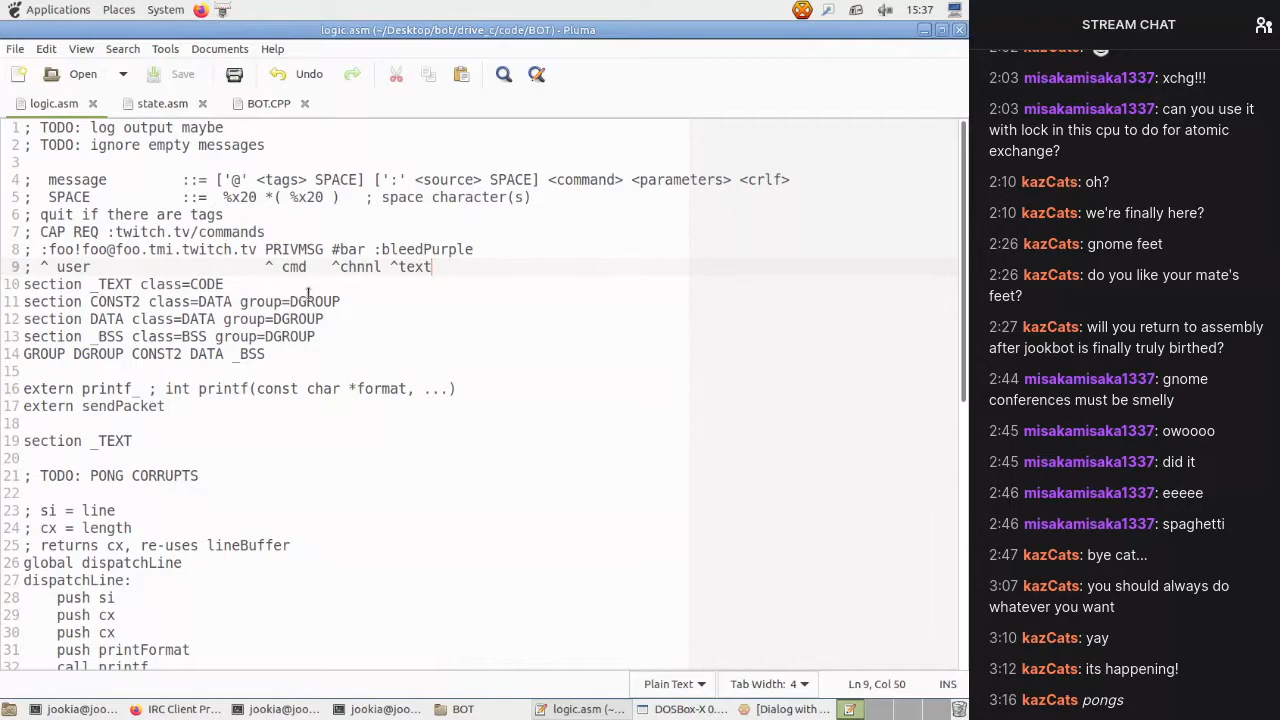 Applications Places System 15:37
logic.asm (~/Desktop/bot/drive_c/code/BOT) - Pluma
File Edit View Search Tools Documents Help
Open Save Undo
logic.asm state.asm BOT.CPP
1 ; TODO: log output maybe
2 ; TODO: ignore empty messages
3
4 ;  message         ::= ['@' <tags> SPACE] [':' <source> SPACE] <command> <parameters> <crlf>
5 ;  SPACE           ::=  %x20 *( %x20 )   ; space character(s)
6 ; quit if there are tags
7 ; CAP REQ :twitch.tv/commands
8 ; :foo!foo@foo.tmi.twitch.tv PRIVMSG #bar :bleedPurple
9 ; ^ user                     ^ cmd   ^chnnl ^text
10 section _TEXT class=CODE
11 section CONST2 class=DATA group=DGROUP
12 section DATA class=DATA group=DGROUP
13 section _BSS class=BSS group=DGROUP
14 GROUP DGROUP CONST2 DATA _BSS
15
16 extern printf_ ; int printf(const char *format, ...)
17 extern sendPacket
18
19 section _TEXT
20
21 ; TODO: PONG CORRUPTS
22
23 ; si = line
24 ; cx = length
25 ; returns cx, re-uses lineBuffer
26 global dispatchLine
27 dispatchLine:
28     push si
29     push cx
30     push cx
31     push printFormat
32     call printf_
Plain Text Tab Width: 4 Ln 9, Col 50 INS
jookia@joo... IRC Client Pr... jookia@joo... jookia@joo... BOT logic.asm (~... DOSBox-X 0.... [Dialog with ...
STREAM CHAT
2:02 kazCats:
2:03 misakamisaka1337: xchg!!!
2:03 misakamisaka1337: can you use it
with lock in this cpu to do for atomic
exchange?
2:10 kazCats: oh?
2:10 kazCats: we're finally here?
2:26 kazCats: gnome feet
2:26 kazCats: do you like your mate's
feet?
2:27 kazCats: will you return to assembly
after jookbot is finally truly birthed?
2:44 misakamisaka1337: gnome
conferences must be smelly
2:45 misakamisaka1337: owoooo
2:45 misakamisaka1337: did it
2:46 misakamisaka1337: eeeee
2:46 misakamisaka1337: spaghetti
2:47 kazCats: bye cat...
3:07 kazCats: you should always do
whatever you want
3:10 kazCats: yay
3:12 kazCats: its happening!
3:16 kazCats pongs